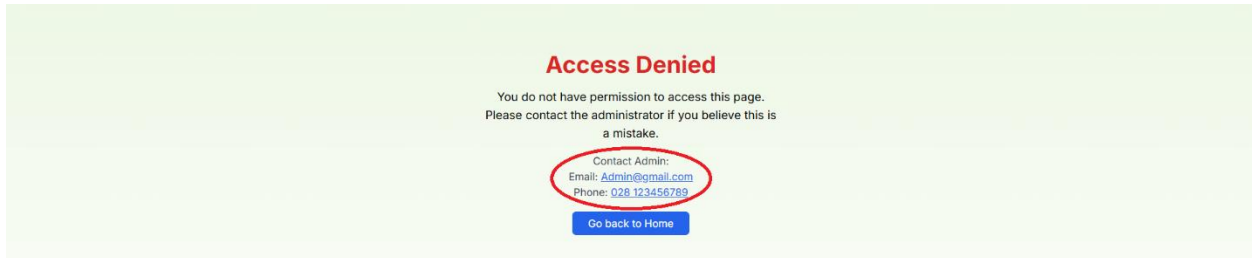 Access Denied
You do not have permission to access this page.
Please contact the administrator if you believe this is
a mistake.
Contact Admin:
Email: Admin@gmail.com
Phone: 028 123456789
Go back to Home